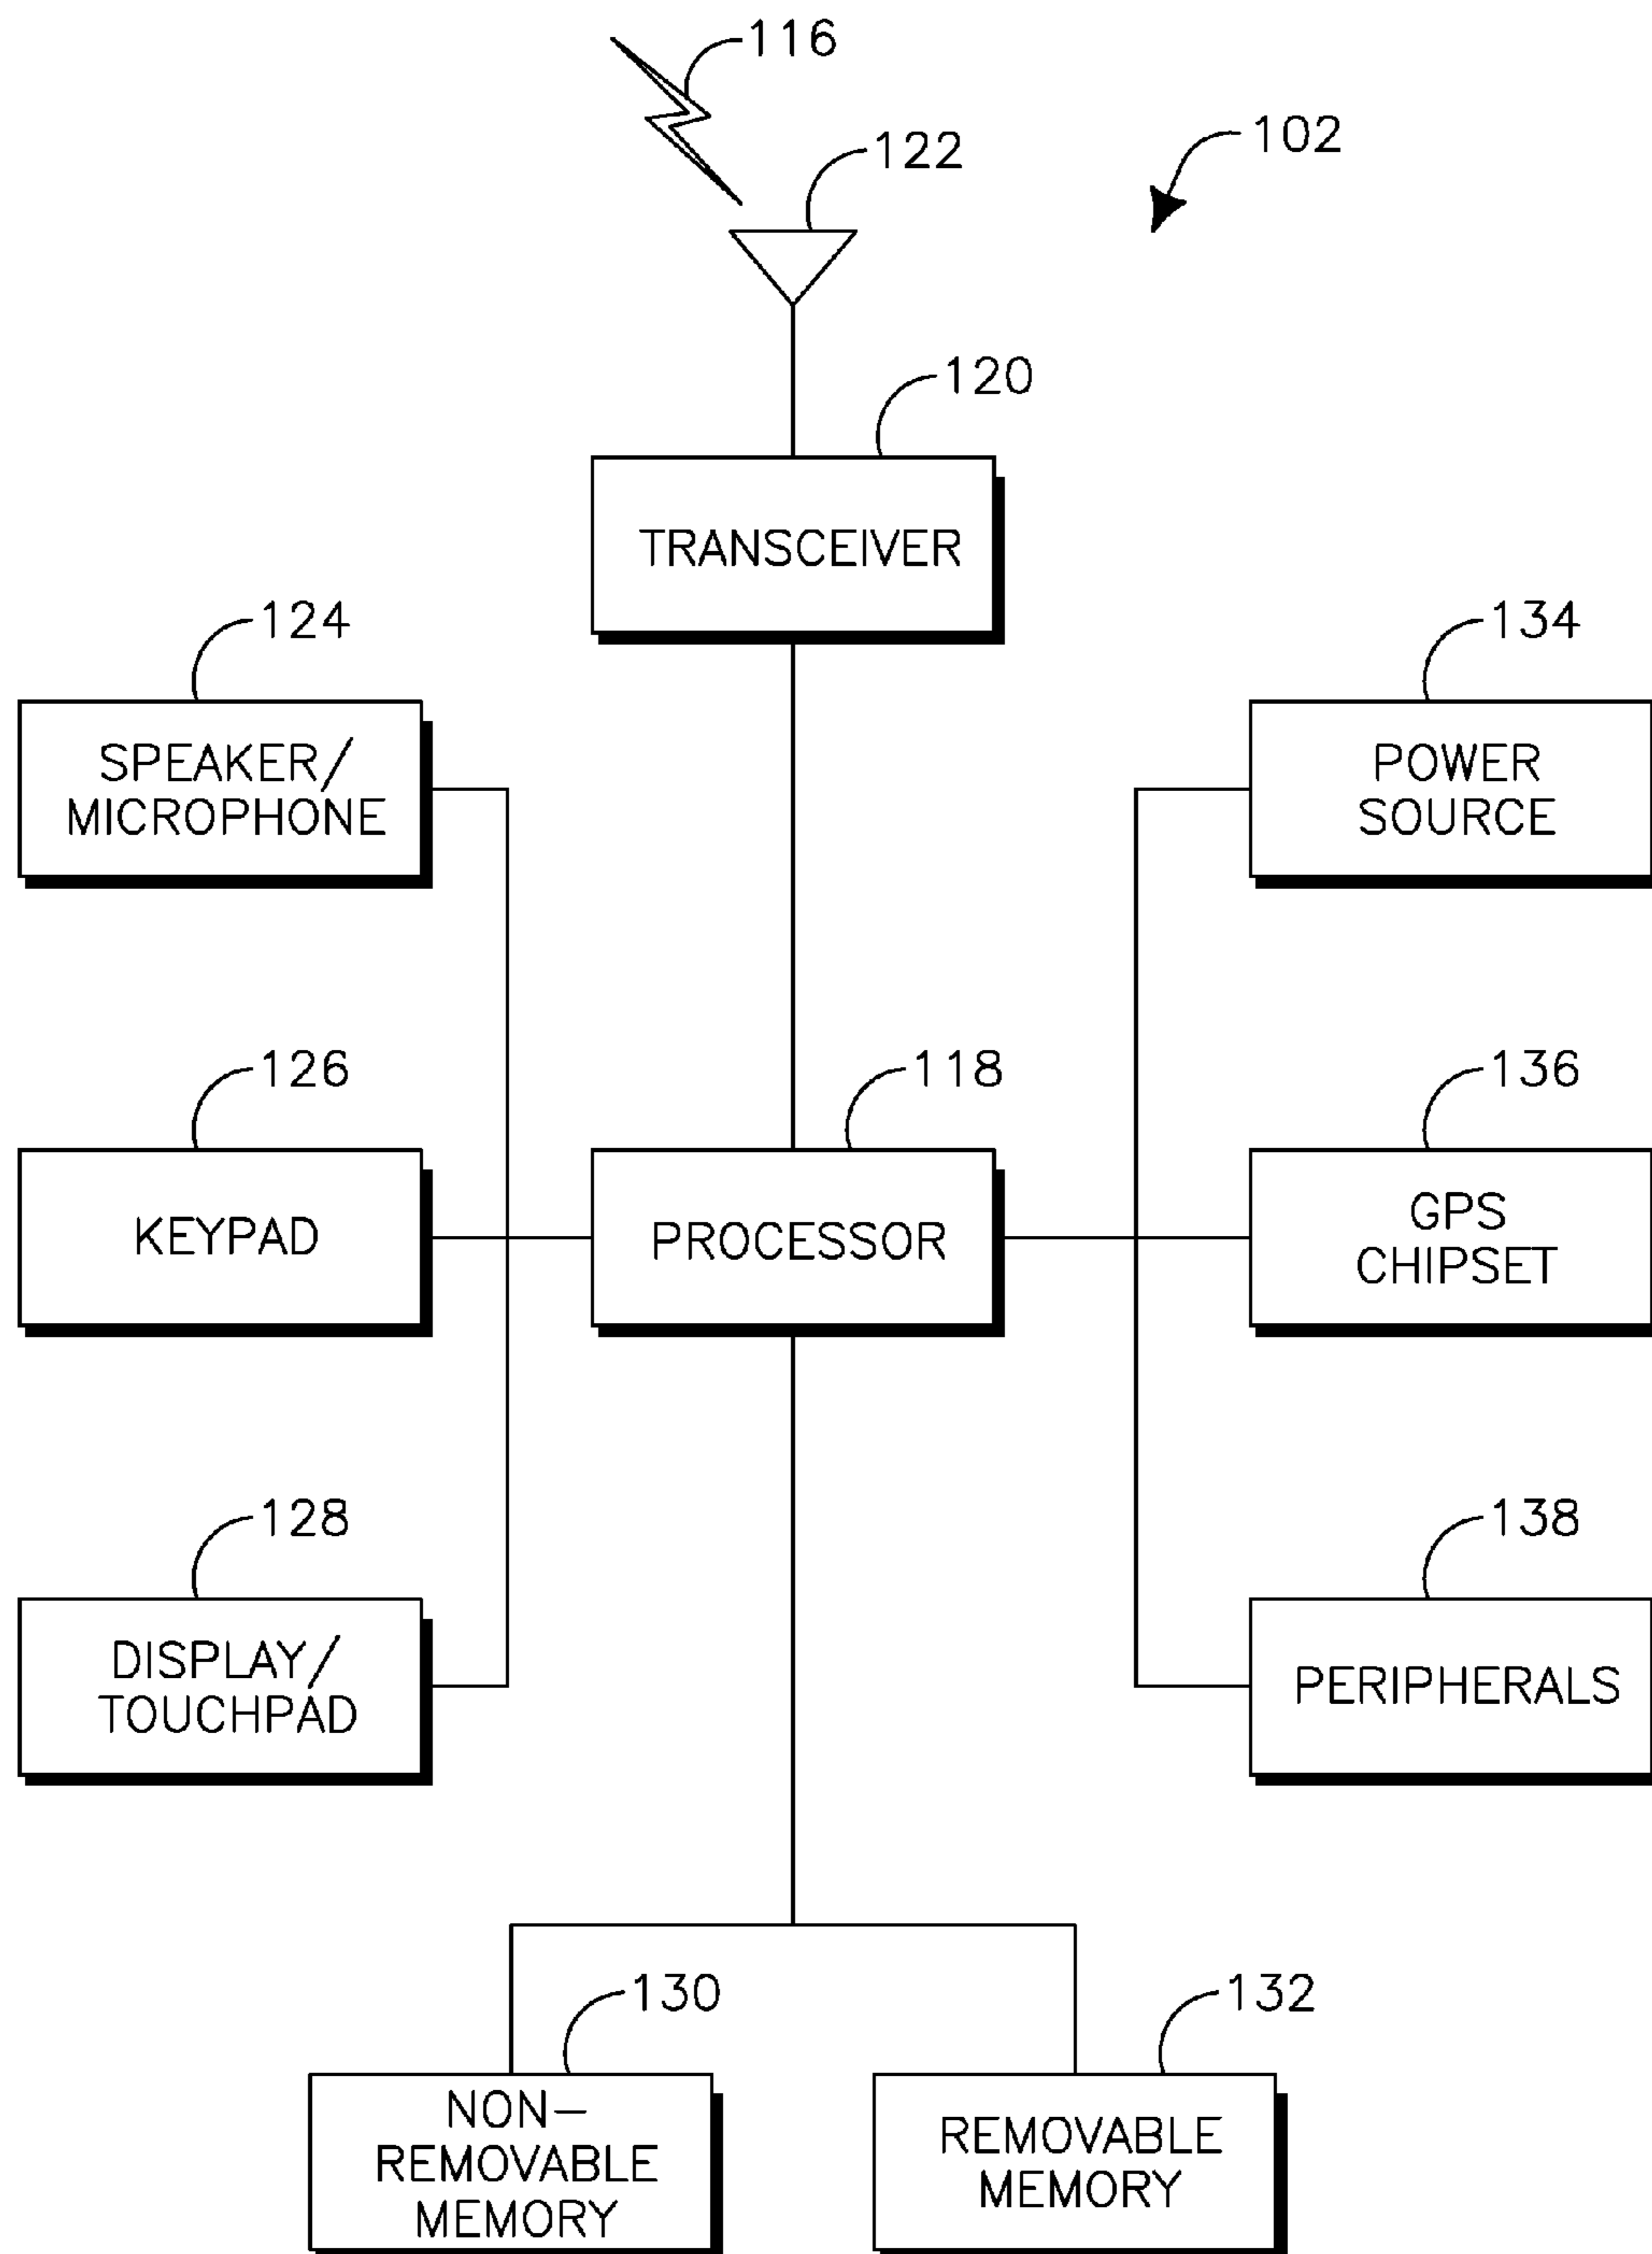 116
122
102
120
TRANSCEIVER
124
134
SPEAKER/
MICROPHONE
POWER
SOURCE
126
118
136
KEYPAD
PROCESSOR
GPS
CHIPSET
128
138
DISPLAY/
TOUCHPAD
PERIPHERALS
130
132
NON-
REMOVABLE
MEMORY
REMOVABLE
MEMORY